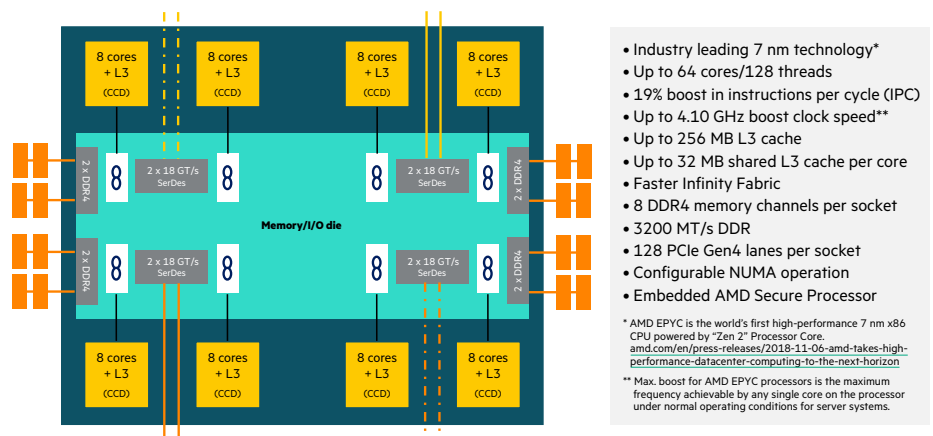 8 cores
+ L3
(CCD)
8 cores
+ L3
(CCD)
8 cores
+ L3
(CCD)
8 cores
+ L3
(CCD)
2 x DDR4
8
2 x 18 GT/s
SerDes
8
8
2 x 18 GT/s
SerDes
8
2 x DDR4
Memory/I/O die
2 x DDR4
8
2 x 18 GT/s
SerDes
8
8
2 x 18 GT/s
SerDes
8
2 x DDR4
8 cores
+ L3
(CCD)
8 cores
+ L3
(CCD)
8 cores
+ L3
(CCD)
8 cores
+ L3
(CCD)
• Industry leading 7 nm technology*
• Up to 64 cores/128 threads
• 19% boost in instructions per cycle (IPC)
• Up to 4.10 GHz boost clock speed**
• Up to 256 MB L3 cache
• Up to 32 MB shared L3 cache per core
• Faster Infinity Fabric
• 8 DDR4 memory channels per socket
• 3200 MT/s DDR
• 128 PCIe Gen4 lanes per socket
• Configurable NUMA operation
• Embedded AMD Secure Processor
* AMD EPYC is the world's first high-performance 7 nm x86
CPU powered by “Zen 2” Processor Core.
amd.com/en/press-releases/2018-11-06-amd-takes-high-
performance-datacenter-computing-to-the-next-horizon
** Max. boost for AMD EPYC processors is the maximum
frequency achievable by any single core on the processor
under normal operating conditions for server systems.